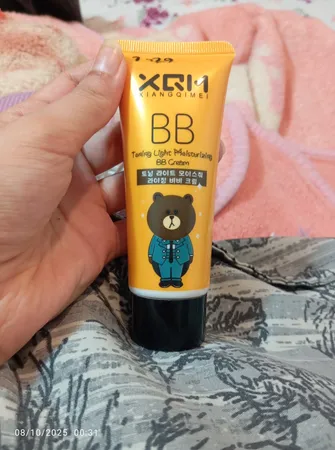 XQM
XIANGQIMEI
BB
Toning Light Moisturizing
BB Cream
토닝 라이트 모이스춰
라이징 비비 크림
08/10/2025 00:31